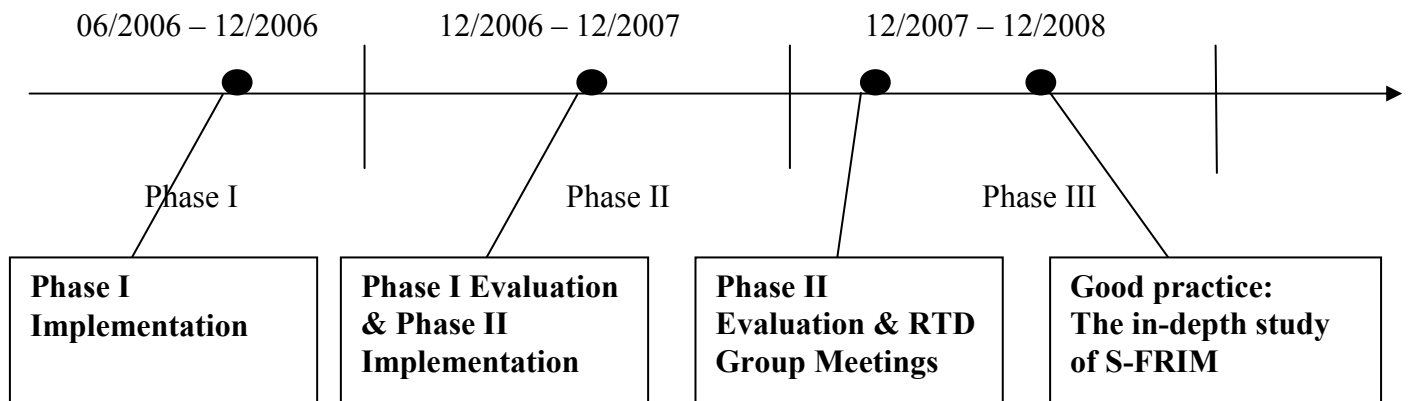 06/2006 – 12/2006
12/2006 – 12/2007
12/2007 – 12/2008
Phase I
Phase II
Phase III
Phase I
Implementation
Phase I Evaluation
& Phase II
Implementation
Phase II
Evaluation & RTD
Group Meetings
Good practice:
The in-depth study
of S-FRIM